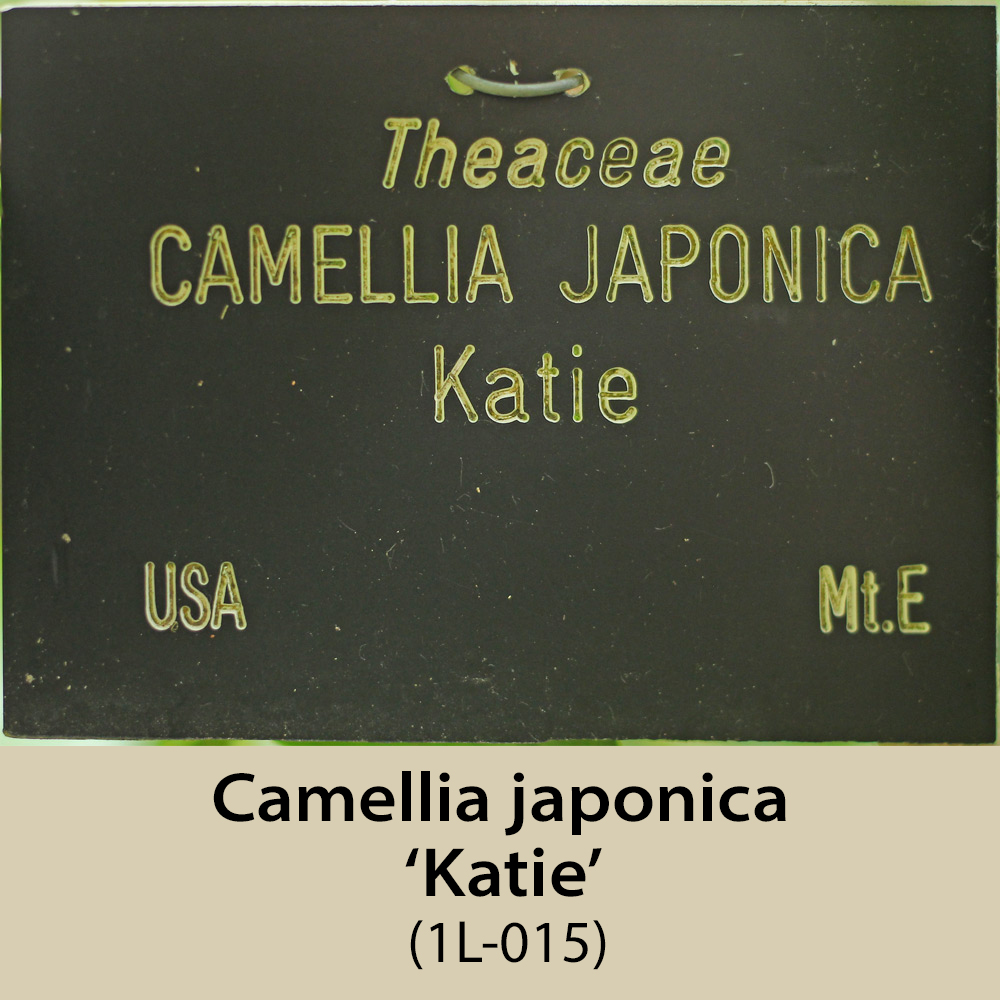 Theaceae
CAMELLIA JAPONICA
Katie
USA Mt.E
Camellia japonica
‘Katie’
(1L-015)